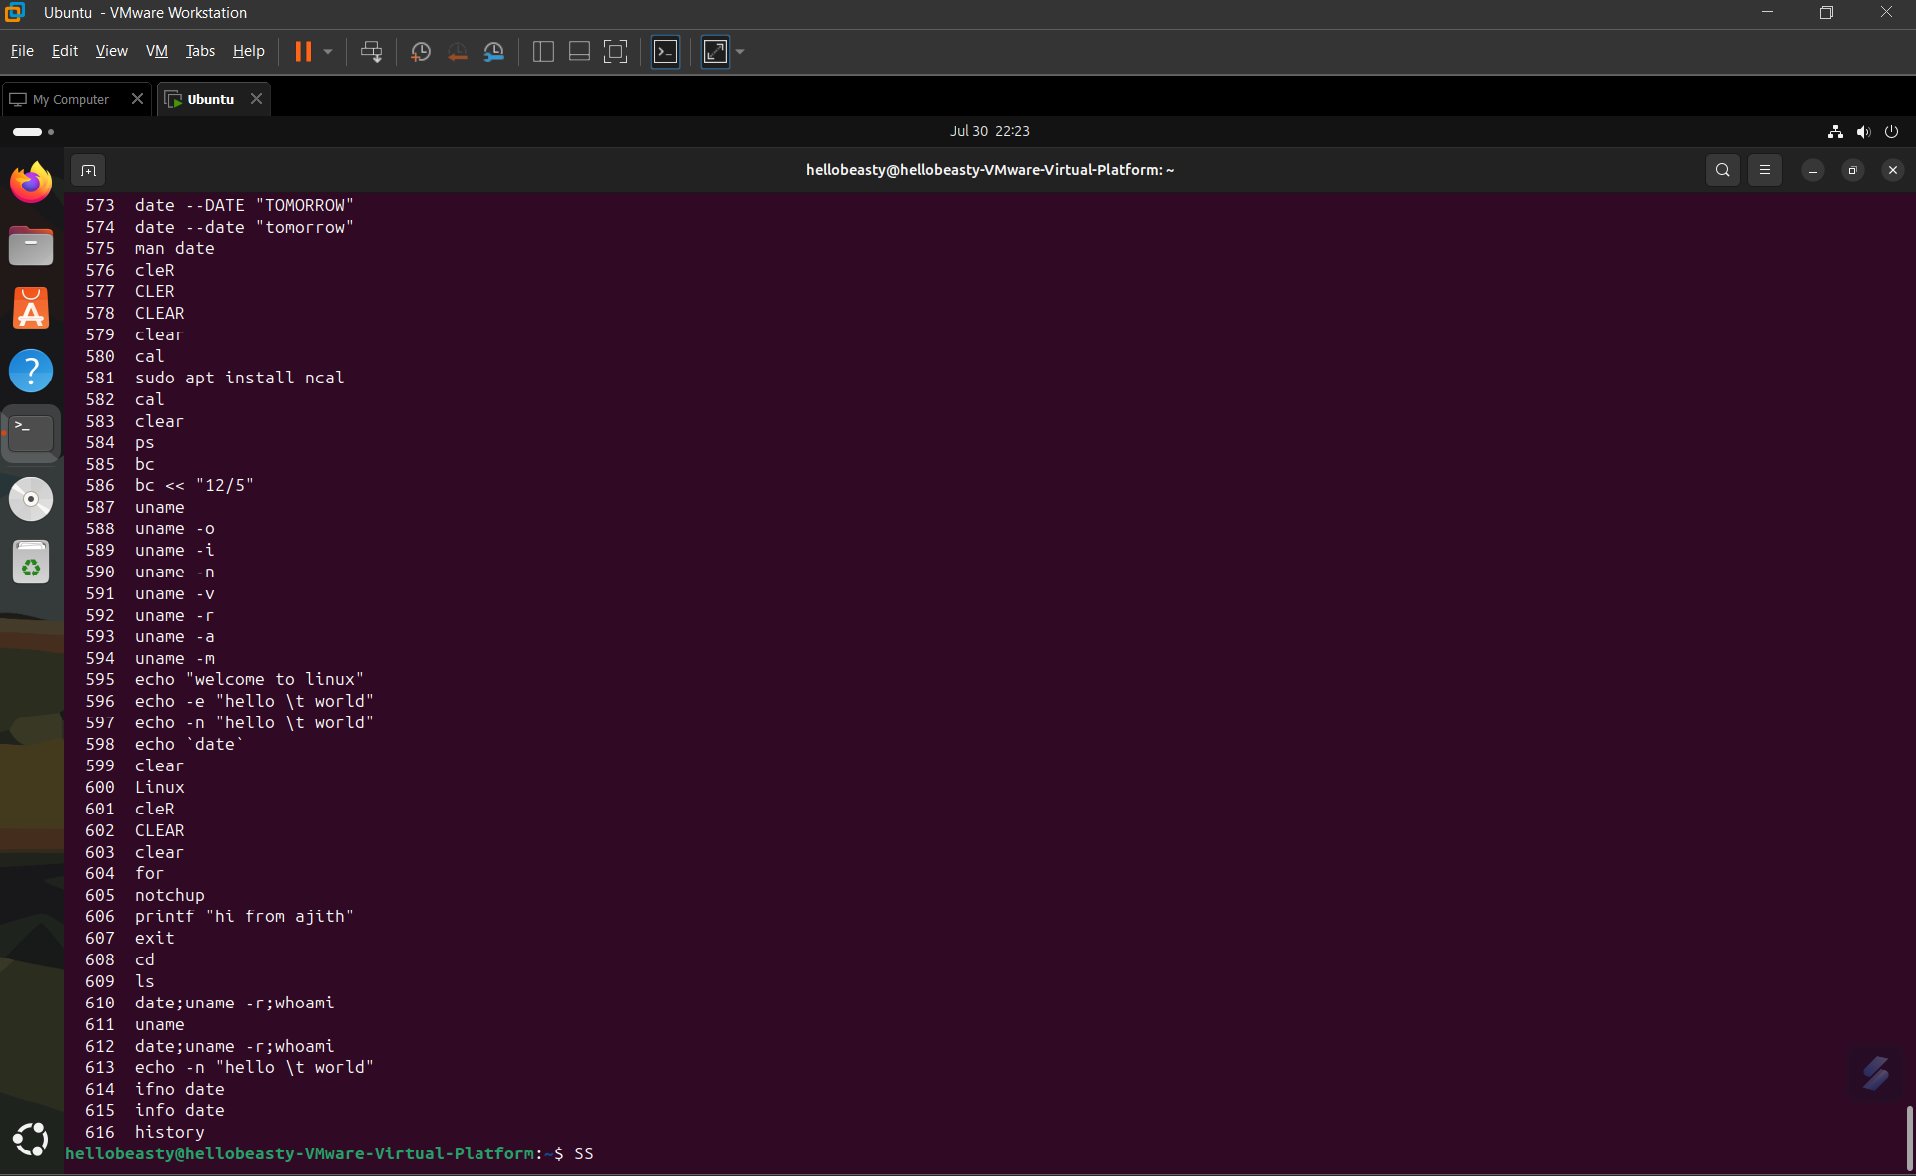 Ubuntu - VMware Workstation
File Edit View VM Tabs Help
My Computer Ubuntu
Jul 30 22:23
hellobeasty@hellobeasty-VMware-Virtual-Platform: ~
573 date --DATE "TOMORROW"
574 date --date "tomorrow"
575 man date
576 cleR
577 CLER
578 CLEAR
579 clear
580 cal
581 sudo apt install ncal
582 cal
583 clear
584 ps
585 bc
586 bc << "12/5"
587 uname
588 uname -o
589 uname -i
590 uname -n
591 uname -v
592 uname -r
593 uname -a
594 uname -m
595 echo "welcome to linux"
596 echo -e "hello \t world"
597 echo -n "hello \t world"
598 echo `date`
599 clear
600 Linux
601 cleR
602 CLEAR
603 clear
604 for
605 notchup
606 printf "hi from ajith"
607 exit
608 cd
609 ls
610 date;uname -r;whoami
611 uname
612 date;uname -r;whoami
613 echo -n "hello \t world"
614 ifno date
615 info date
616 history
hellobeasty@hellobeasty-VMware-Virtual-Platform:~$ SS